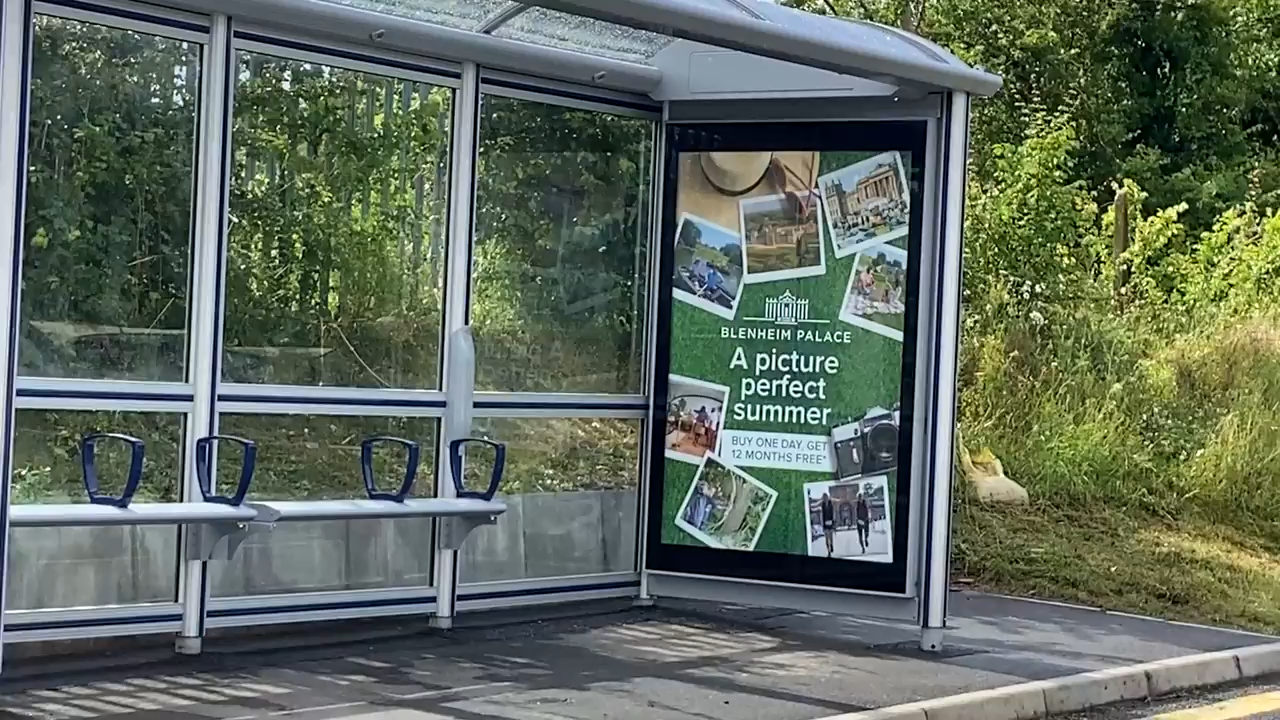 BLENHEIM PALACE
A picture
perfect
summer
BUY ONE DAY, GET
12 MONTHS FREE*